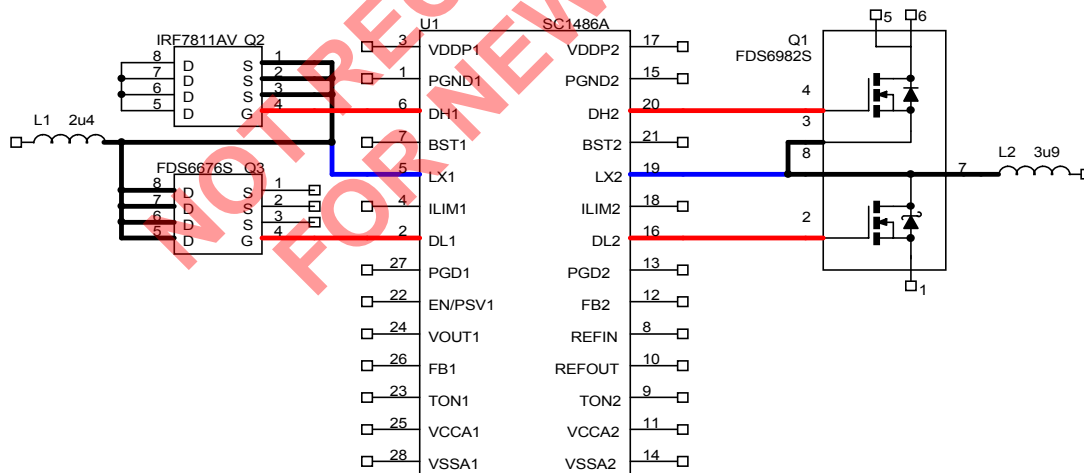 U1
SC1486A
5
6
IRF7811AV Q2
Q1
FDS6982S
8 D S 1
7 D S 2
6 D S 3
5 D G 4
L1 2u4
FDS6676S Q3
8 D S 1
7 D S 2
6 D S 3
5 D G 4
3 VDDP1 VDDP2 17
1 PGND1 PGND2 15
6 DH1 DH2 20
7 BST1 BST2 21
5 LX1 LX2 19
4 ILIM1 ILIM2 18
2 DL1 DL2 16
27 PGD1 PGD2 13
22 EN/PSV1 FB2 12
24 VOUT1 REFIN 8
26 FB1 REFOUT 10
23 TON1 TON2 9
25 VCCA1 VCCA2 11
28 VSSA1 VSSA2 14
4
3
8
7
L2 3u9
2
1
NOT REC
FOR NEW